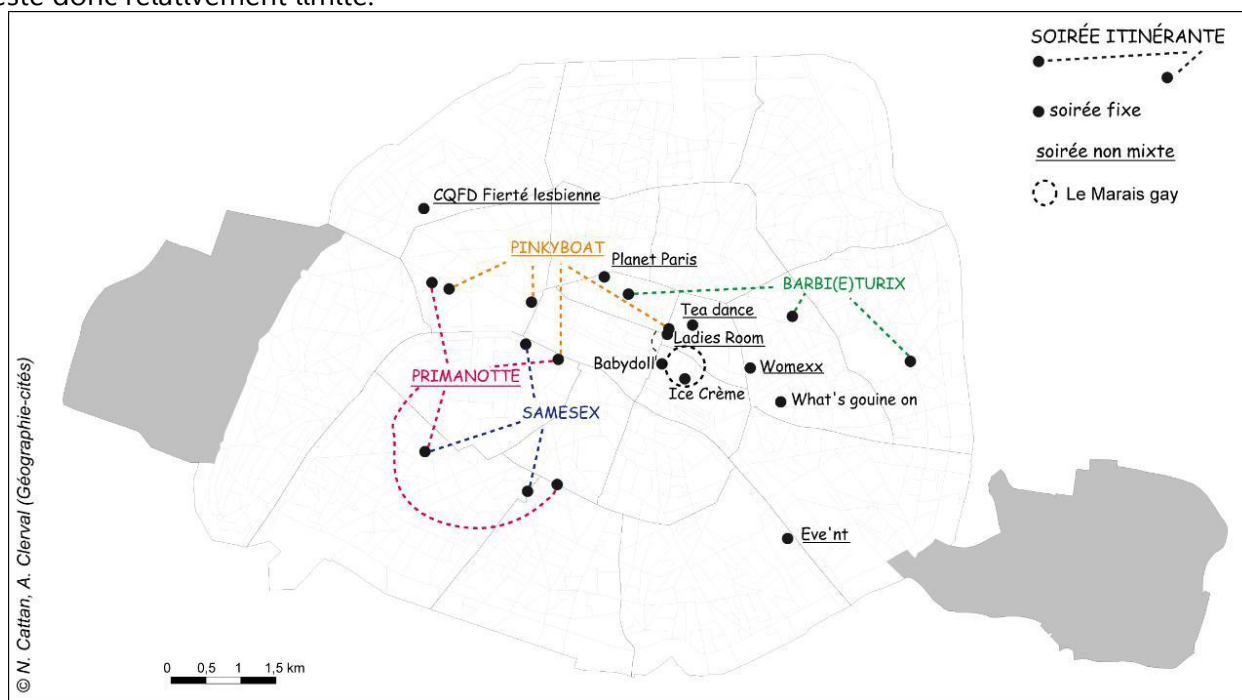 este donc relativement limité.
SOIRÉE ITINÉRANTE
soirée fixe
soirée non mixte
Le Marais gay
CQFD Fierté lesbienne
PINKYBOAT
Planet Paris
BARBI(E)TURIX
Tea dance
Ladies Room
Babydoll
Womexx
PRIMANOTTE
Ice Crème
What's gouine on
SAMESEX
Eve'nt
© N. Cattan, A. Clerval (Géographie-cités)
0 0,5 1 1,5 km